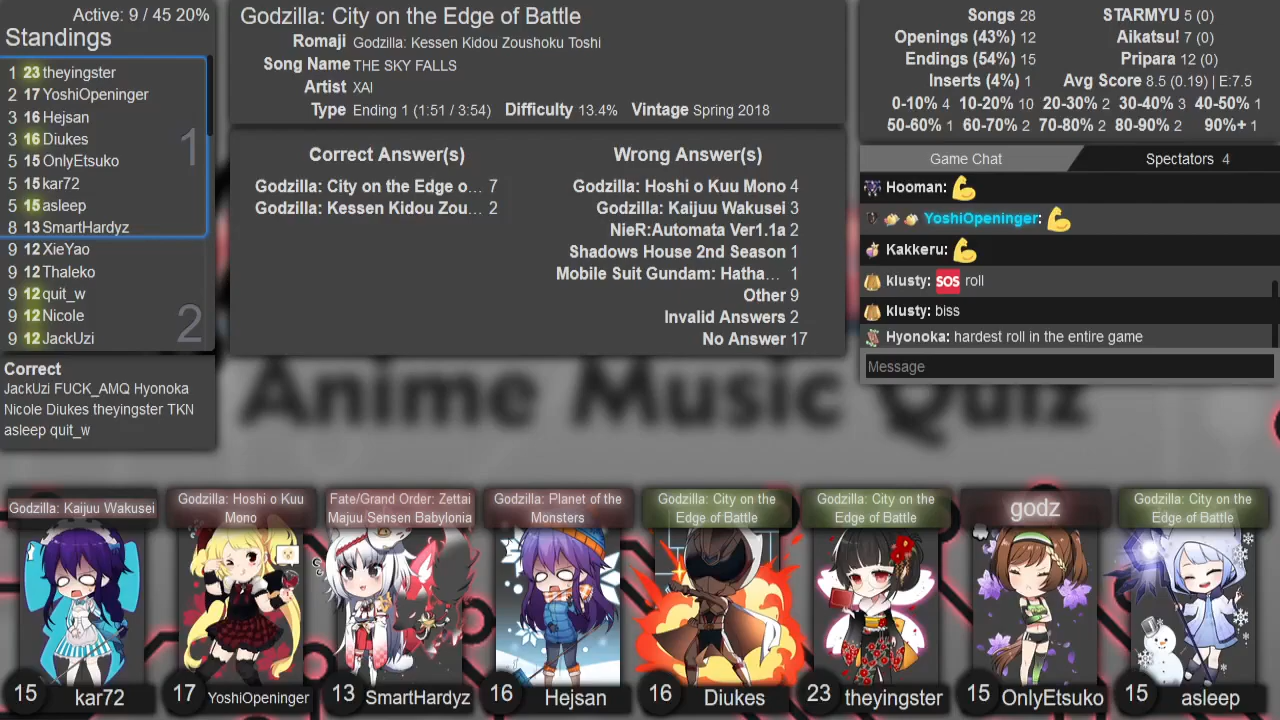 Active: 9 / 45 20%
Standings
1 23 theyingster
2 17 YoshiOpeninger
3 16 Hejsan
3 16 Diukes
5 15 OnlyEtsuko
5 15 kar72
5 15 asleep
8 13 SmartHardyz
1
9 12 XieYao
9 12 Thaleko
9 12 quit_w
9 12 Nicole
9 12 JackUzi
2
Correct
JackUzi FUCK_AMQ Hyonoka
Nicole Diukes theyingster TKN
asleep quit_w
Godzilla: City on the Edge of Battle
Romaji Godzilla: Kessen Kidou Zoushoku Toshi
Song Name THE SKY FALLS
Artist XAI
Type Ending 1 (1:51 / 3:54) Difficulty 13.4% Vintage Spring 2018
Correct Answer(s)
Godzilla: City on the Edge o... 7
Godzilla: Kessen Kidou Zou... 2
Wrong Answer(s)
Godzilla: Hoshi o Kuu Mono 4
Godzilla: Kaijuu Wakusei 3
NieR:Automata Ver1.1a 2
Shadows House 2nd Season 1
Mobile Suit Gundam: Hatha... 1
Other 9
Invalid Answers 2
No Answer 17
Songs 28 STARMYU 5 (0)
Openings (43%) 12 Aikatsu! 7 (0)
Endings (54%) 15 Pripara 12 (0)
Inserts (4%) 1 Avg Score 8.5 (0.19) | E:7.5
0-10% 4 10-20% 10 20-30% 2 30-40% 3 40-50% 1
50-60% 1 60-70% 2 70-80% 2 80-90% 2 90%+ 1
Game Chat Spectators 4
Hooman: 💪
YoshiOpeninger: 💪
Kakkeru: 💪
klusty: 🆘 roll
klusty: biss
Hyonoka: hardest roll in the entire game
Message
Anime Music Quiz
Godzilla: Kaijuu Wakusei
15 kar72
Godzilla: Hoshi o Kuu
Mono
17 YoshiOpeninger
Fate/Grand Order: Zettai
Majuu Sensen Babylonia
13 SmartHardyz
Godzilla: Planet of the
Monsters
16 Hejsan
Godzilla: City on the
Edge of Battle
16 Diukes
Godzilla: City on the
Edge of Battle
23 theyingster
godz
15 OnlyEtsuko
Godzilla: City on the
Edge of Battle
15 asleep